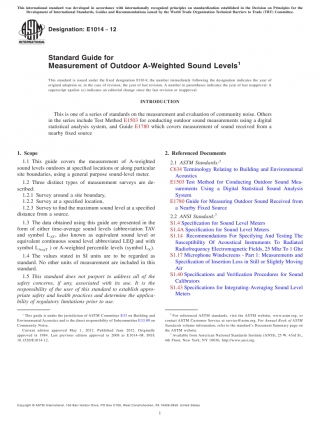 This international standard was developed in accordance with internationally recognized principles on standardization established in the Decision on Principles for the
Development of International Standards, Guides and Recommendations issued by the World Trade Organization Technical Barriers to Trade (TBT) Committee.
Designation: E1014 − 12
Standard Guide for
Measurement of Outdoor A-Weighted Sound Levels1
This standard is issued under the fixed designation E1014; the number immediately following the designation indicates the year of
original adoption or, in the case of revision, the year of last revision. A number in parentheses indicates the year of last reapproval. A
superscript epsilon (ε) indicates an editorial change since the last revision or reapproval.
INTRODUCTION
This is one of a series of standards on the measurement and evaluation of community noise. Others
in the series include Test Method E1503 for conducting outdoor sound measurements using a digital
statistical analysis system, and Guide E1780 which covers measurement of sound received from a
nearby fixed source.
1. Scope
1.1 This guide covers the measurement of A-weighted
sound levels outdoors at specified locations or along particular
site boundaries, using a general purpose sound-level meter.
1.2 Three distinct types of measurement surveys are de-
scribed:
1.2.1 Survey around a site boundary,
1.2.2 Survey at a specified location,
1.2.3 Survey to find the maximum sound level at a specified
distance from a source.
1.3 The data obtained using this guide are presented in the
form of either time-average sound levels (abbreviation TAV
and symbol LAT, also known as equivalent sound level or
equivalent continuous sound level abbreviated LEQ and with
symbol LAeqT) or A-weighted percentile levels (symbol Lx).
1.4 The values stated in SI units are to be regarded as
standard. No other units of measurement are included in this
standard.
1.5 This standard does not purport to address all of the
safety concerns, if any, associated with its use. It is the
responsibility of the user of this standard to establish appro-
priate safety and health practices and determine the applica-
bility of regulatory limitations prior to use.
2. Referenced Documents
2.1 ASTM Standards:2
C634 Terminology Relating to Building and Environmental
Acoustics
E1503 Test Method for Conducting Outdoor Sound Mea-
surements Using a Digital Statistical Sound Analysis
System
E1780 Guide for Measuring Outdoor Sound Received from
a Nearby Fixed Source
2.2 ANSI Standards:3
S1.4 Specification for Sound Level Meters
S1.4A Specification for Sound Level Meters
S1.14 Recommendations For Specifying And Testing The
Susceptibility Of Acoustical Instruments To Radiated
Radiofrequency Electromagnetic Fields, 25 Mhz To 1 Ghz
S1.17 Microphone Windscreens - Part 1: Measurements and
Specification of Insertion Loss in Still or Slightly Moving
Air
S1.40 Specifications and Verification Procedures for Sound
Calibrators
S1.43 Specifications for Integrating-Averaging Sound Level
Meters
1 This guide is under the jurisdiction of ASTM Committee E33 on Building and
Environmental Acoustics and is the direct responsibility of Subcommittee E33.09 on
Community Noise.
Current edition approved May 1, 2012. Published June 2012. Originally
approved in 1984. Last previous edition approved in 2008 as E1014–08. DOI:
10.1520/E1014-12.
2 For referenced ASTM standards, visit the ASTM website, www.astm.org, or
contact ASTM Customer Service at service@astm.org. For Annual Book of ASTM
Standards volume information, refer to the standard's Document Summary page on
the ASTM website.
3 Available from American National Standards Institute (ANSI), 25 W. 43rd St.,
4th Floor, New York, NY 10036, http://www.ansi.org.
Copyright © ASTM International, 100 Barr Harbor Drive, PO Box C700, West Conshohocken, PA 19428-2959. United States
1